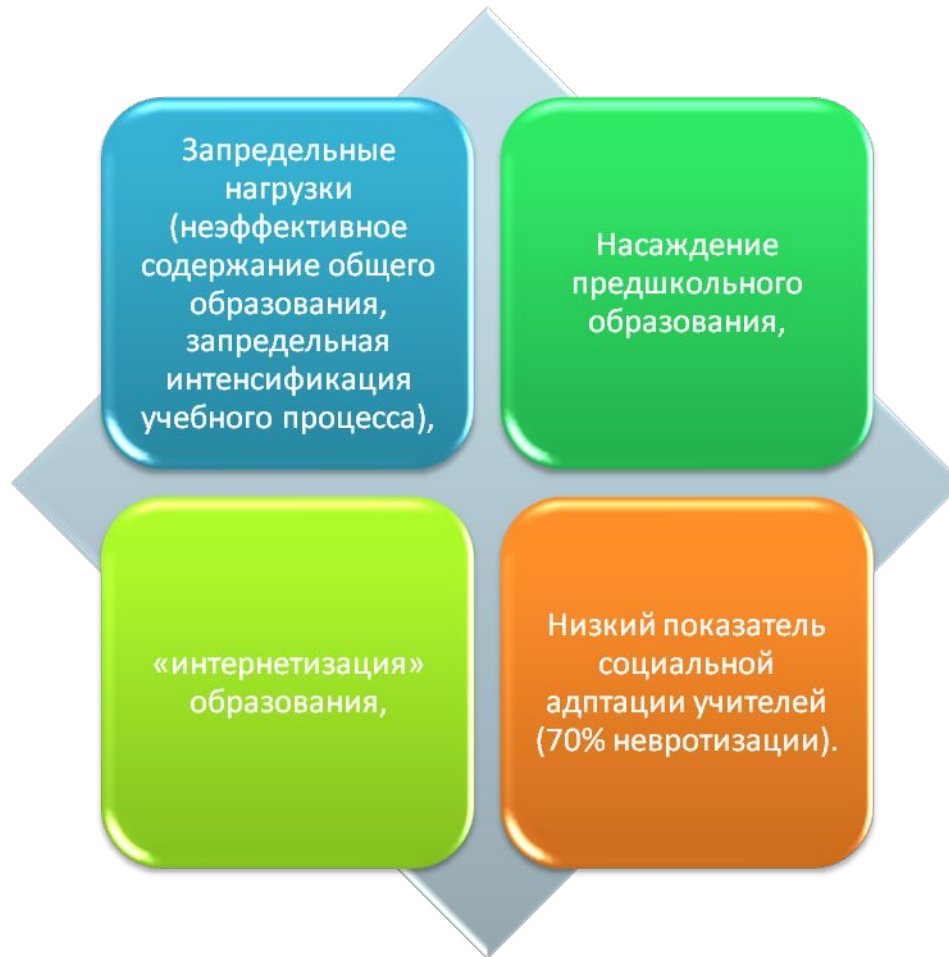 Запредельные
нагрузки
(неэффективное
содержание общего
образования,
запредельная
интенсификация
учебного процесса),
Насаждение
предшкольного
образования,
«интернетизация»
образования,
Низкий показатель
социальной
адптации учителей
(70% невротизации).